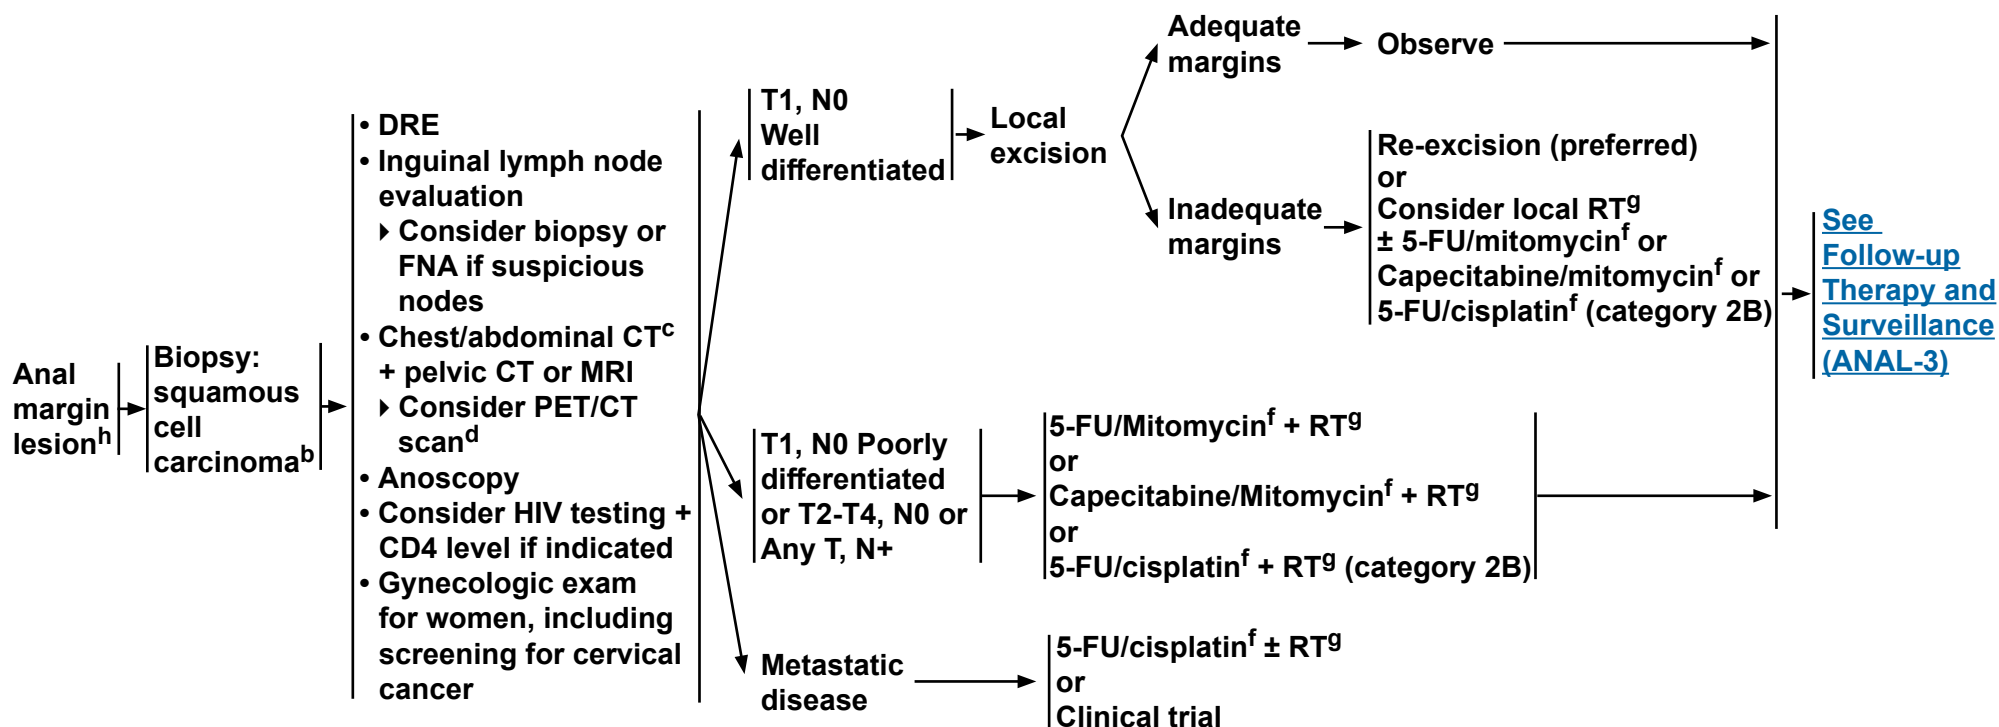 Anal
margin
lesionh
Biopsy:
squamous
cell
carcinomab
• DRE
• Inguinal lymph node
evaluation
▸ Consider biopsy or
FNA if suspicious
nodes
• Chest/abdominal CTc
+ pelvic CT or MRI
▸ Consider PET/CT
scand
• Anoscopy
• Consider HIV testing +
CD4 level if indicated
• Gynecologic exam
for women, including
screening for cervical
cancer
T1, N0
Well
differentiated
Local
excision
Adequate
margins
Observe
Inadequate
margins
Re-excision (preferred)
or
Consider local RTg
± 5-FU/mitomycinf or
Capecitabine/mitomycinf or
5-FU/cisplatinf (category 2B)
T1, N0 Poorly
differentiated
or T2-T4, N0 or
Any T, N+
5-FU/Mitomycinf + RTg
or
Capecitabine/Mitomycinf + RTg
or
5-FU/cisplatinf + RTg (category 2B)
Metastatic
disease
5-FU/cisplatinf ± RTg
or
Clinical trial
See
Follow-up
Therapy and
Surveillance
(ANAL-3)